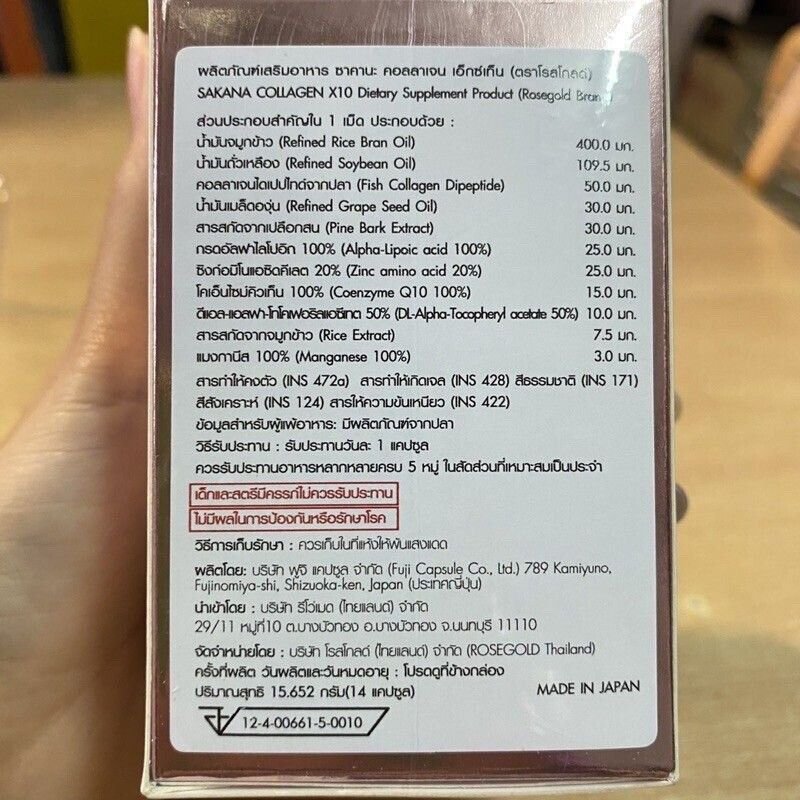 ผลิตภัณฑ์เสริมอาหาร ซาคานะ คอลลาเจน เอ็กซ์เท็น (ตราโรสโกลด์)
SAKANA COLLAGEN X10 Dietary Supplement Product (Rosegold Brand)
ส่วนประกอบสำคัญใน 1 เม็ด ประกอบด้วย :
น้ำมันจมูกข้าว (Refined Rice Bran Oil) 400.0 มก.
น้ำมันถั่วเหลือง (Refined Soybean Oil) 109.5 มก.
คอลลาเจนไดเปปไทด์จากปลา (Fish Collagen Dipeptide) 50.0 มก.
น้ำมันเมล็ดองุ่น (Refined Grape Seed Oil) 30.0 มก.
สารสกัดจากเปลือกสน (Pine Bark Extract) 30.0 มก.
กรดอัลฟาไลโปอิก 100% (Alpha-Lipoic acid 100%) 25.0 มก.
ซิงก์อมิโนแอซิดคีเลต 20% (Zinc amino acid 20%) 25.0 มก.
โคเอ็นไซม์คิวเท็น 100% (Coenzyme Q10 100%) 15.0 มก.
ดีแอล-แอลฟา-โทโคเฟอริลแอซีเทต 50% (DL-Alpha-Tocopheryl acetate 50%) 10.0 มก.
สารสกัดจากจมูกข้าว (Rice Extract) 7.5 มก.
แมงกานีส 100% (Manganese 100%) 3.0 มก.
สารทำให้คงตัว (INS 472a) สารทำให้เกิดเจล (INS 428) สีธรรมชาติ (INS 171)
สีสังเคราะห์ (INS 124) สารให้ความข้นเหนียว (INS 422)
ข้อมูลสำหรับผู้แพ้อาหาร: มีผลิตภัณฑ์จากปลา
วิธีรับประทาน : รับประทานวันละ 1 แคปซูล
ควรรับประทานอาหารหลากหลายครบ 5 หมู่ ในสัดส่วนที่เหมาะสมเป็นประจำ
เด็กและสตรีมีครรภ์ไม่ควรรับประทาน
ไม่มีผลในการป้องกันหรือรักษาโรค
วิธีการเก็บรักษา : ควรเก็บในที่แห้งให้พ้นแสงแดด
ผลิตโดย: บริษัท ฟูจิ แคปซูล จำกัด (Fuji Capsule Co., Ltd.) 789 Kamiyuno,
Fujinomiya-shi, Shizuoka-ken, Japan (ประเทศญี่ปุ่น)
นำเข้าโดย : บริษัท รีโว่เมด (ไทยแลนด์) จำกัด
29/11 หมู่ที่10 ต.บางบัวทอง อ.บางบัวทอง จ.นนทบุรี 11110
จัดจำหน่ายโดย : บริษัท โรสโกลด์ (ไทยแลนด์) จำกัด (ROSEGOLD Thailand)
ครั้งที่ผลิต วันผลิตและวันหมดอายุ : โปรดดูที่ข้างกล่อง
ปริมาณสุทธิ 15.652 กรัม(14 แคปซูล)
MADE IN JAPAN
12-4-00661-5-0010